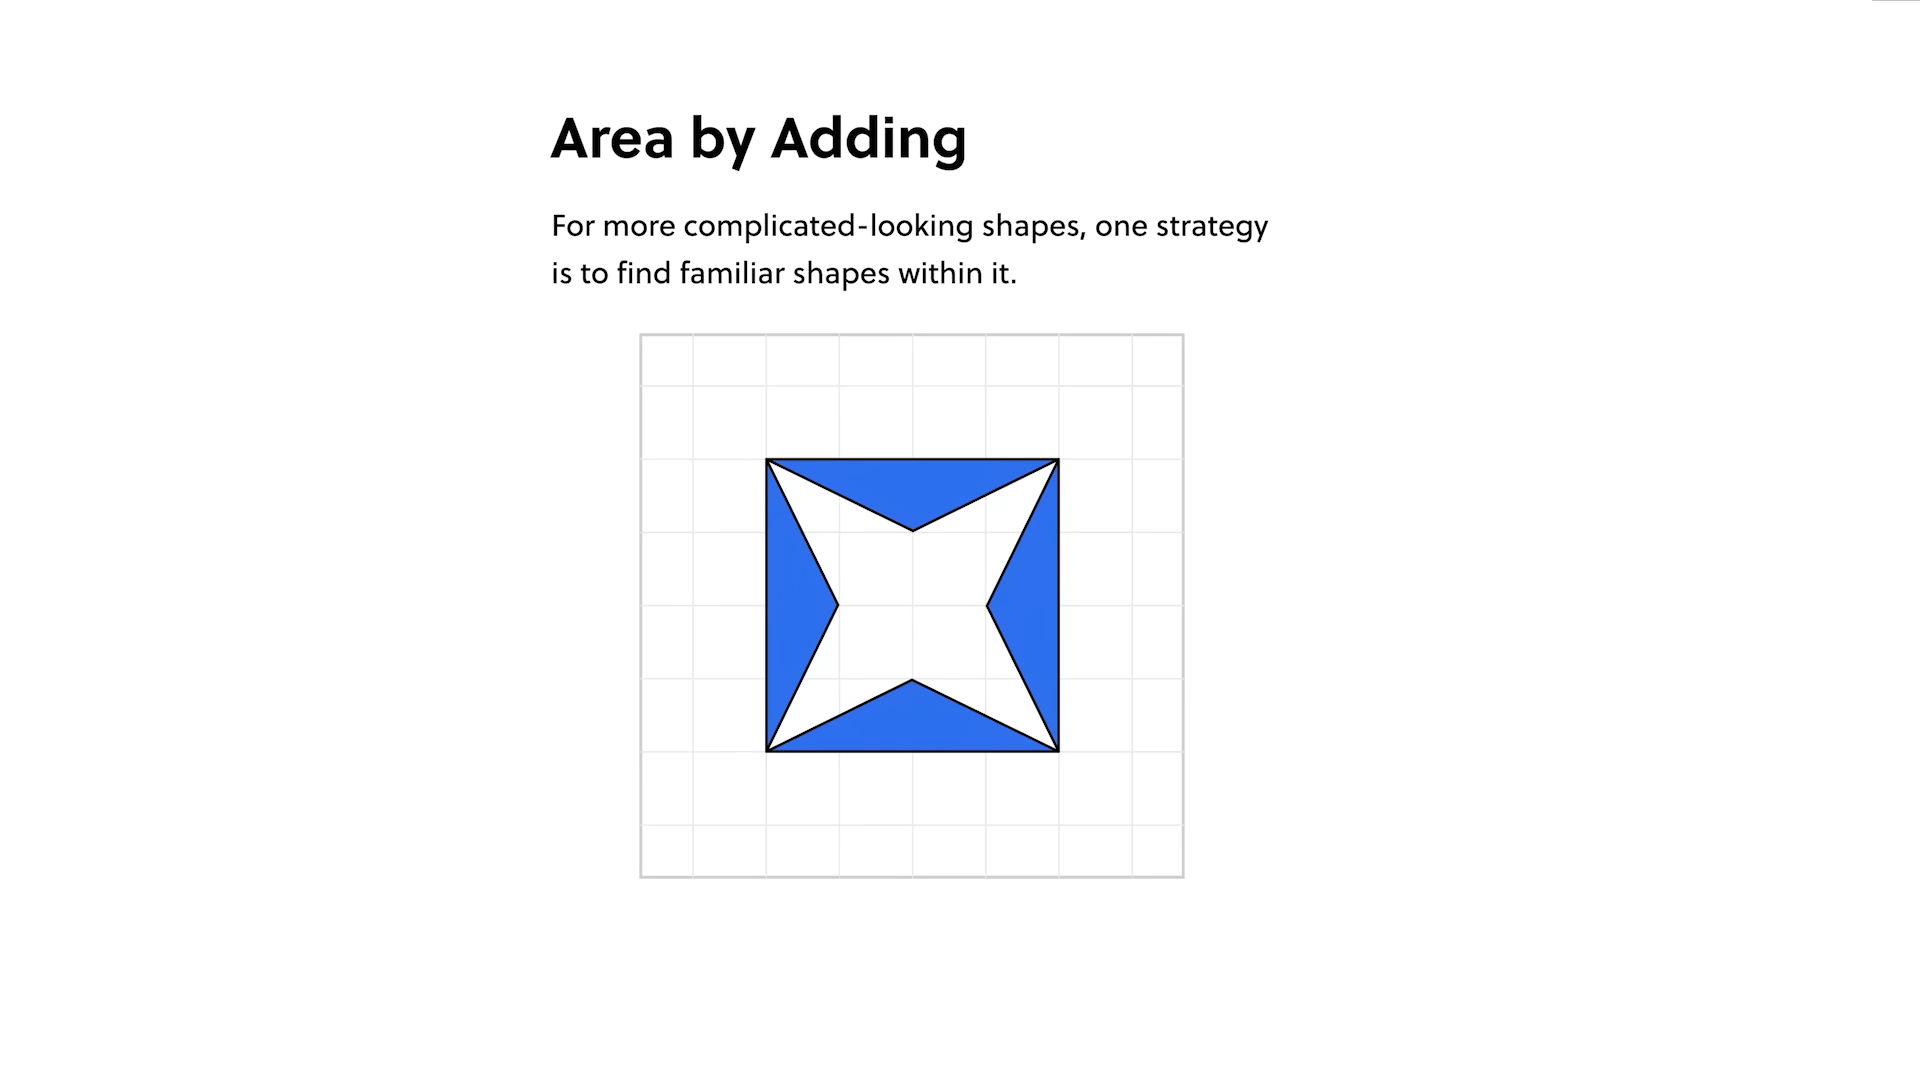 Area by Adding
For more complicated-looking shapes, one strategy
is to find familiar shapes within it.